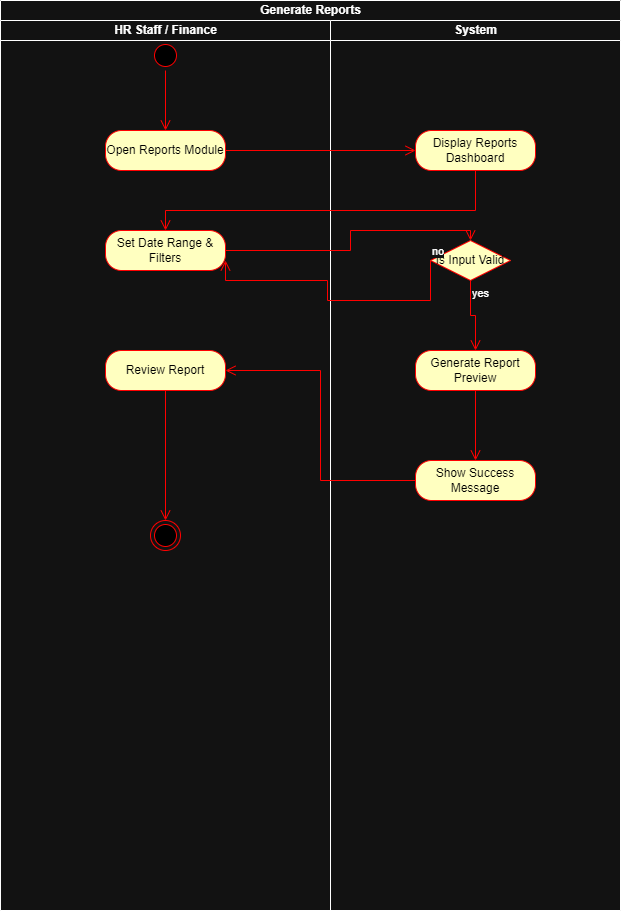 Generate Reports
HR Staff / Finance
System
Open Reports Module
Display Reports
Dashboard
Set Date Range &
Filters
no
Is Input Valid
yes
Review Report
Generate Report
Preview
Show Success
Message